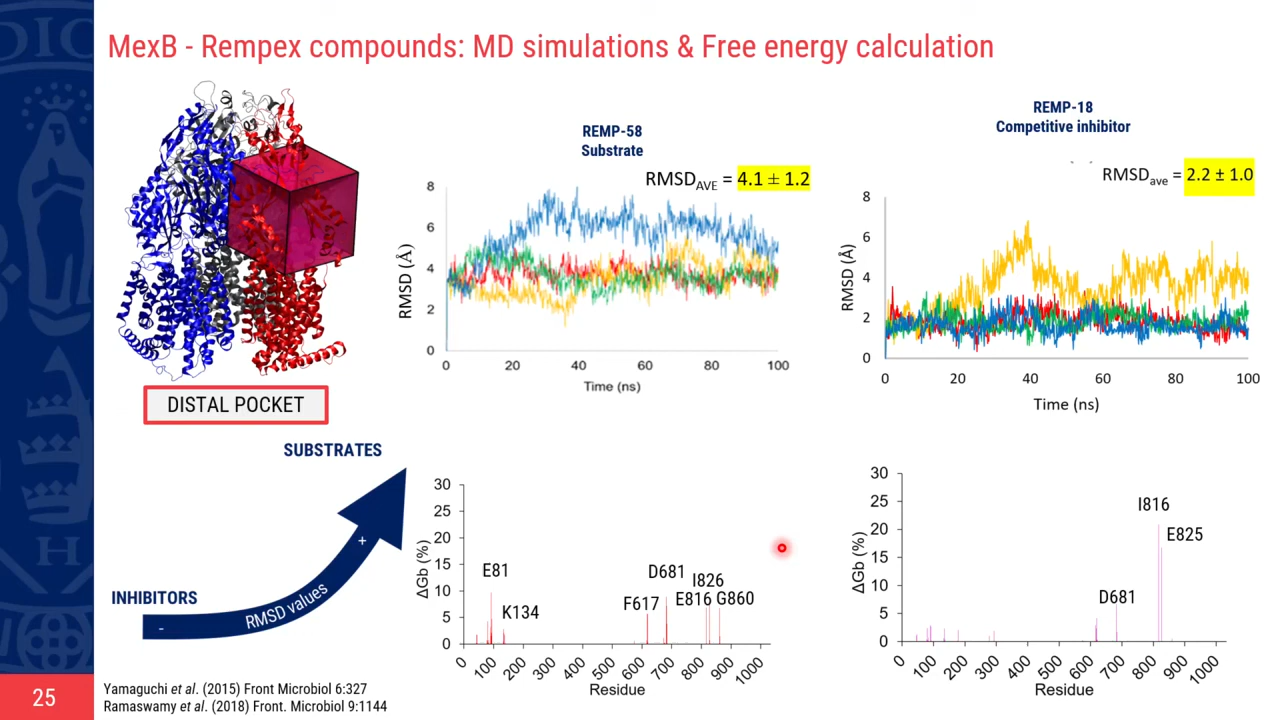 MexB - Rempex compounds: MD simulations & Free energy calculation
REMP-58
Substrate
RMSDAVE = 4.1 ± 1.2
8
6
4
2
0
RMSD (Å)
0 20 40 60 80 100
Time (ns)
REMP-18
Competitive inhibitor
RMSDave = 2.2 ± 1.0
8
6
4
2
0
RMSD (Å)
0 20 40 60 80 100
Time (ns)
DISTAL POCKET
SUBSTRATES
+
RMSD values
-
INHIBITORS
30
25
20
15
10
5
0
ΔGb (%)
E81
K134
F617
D681
I826
E816 G860
0 100 200 300 400 500 600 700 800 900 1000
Residue
30
25
20
15
10
5
0
ΔGb (%)
I816
E825
D681
0 100 200 300 400 500 600 700 800 900 1000
Residue
25
Yamaguchi et al. (2015) Front Microbiol 6:327
Ramaswamy et al. (2018) Front. Microbiol 9:1144
DIC
H